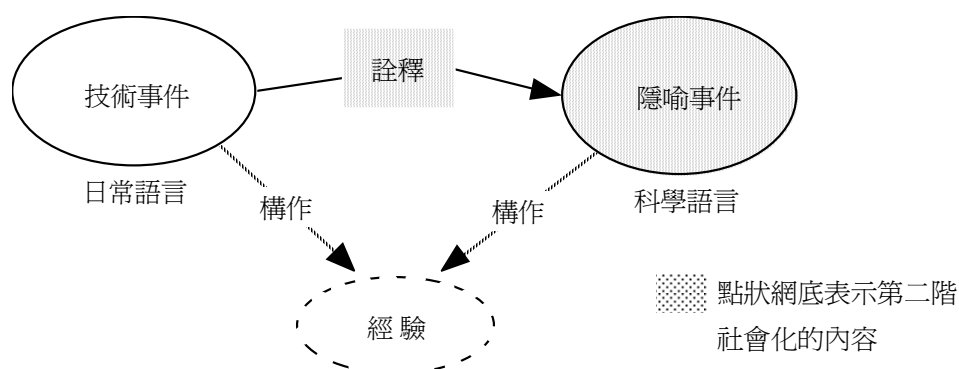 詮釋
技術事件
隱喻事件
日常語言
科學語言
構作
構作
經驗
點狀網底表示第二階
社會化的內容